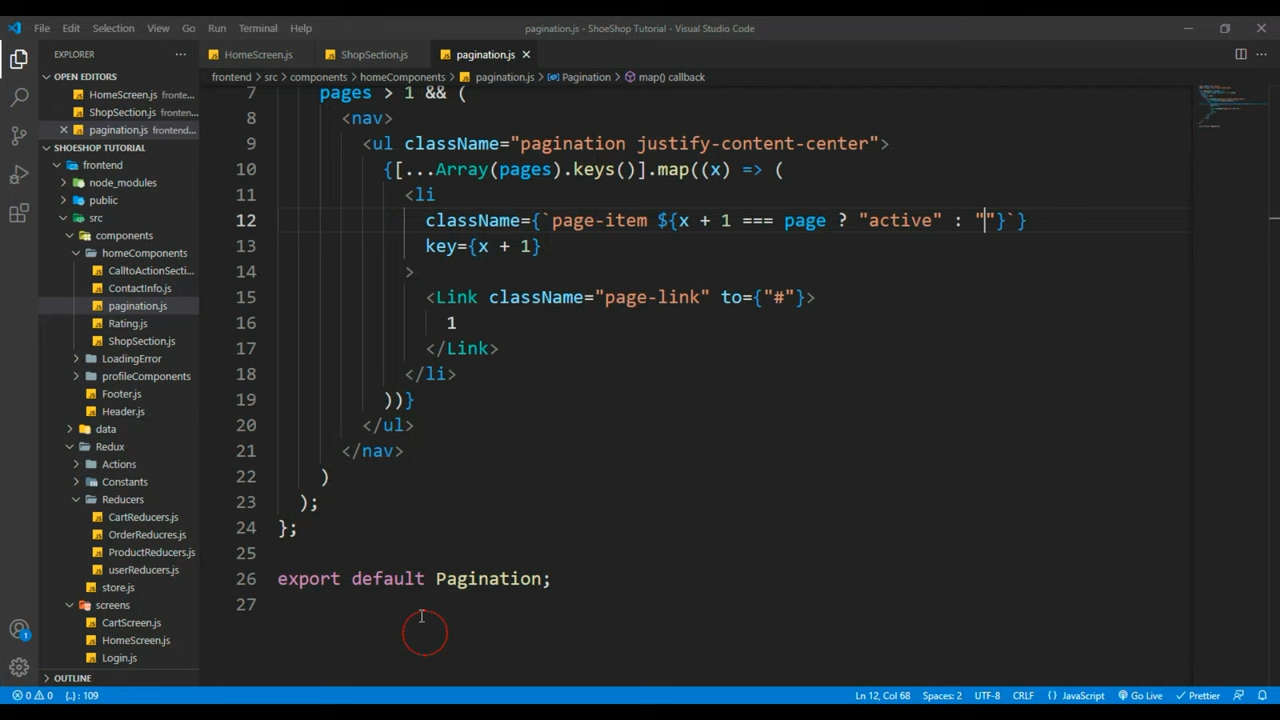 File Edit Selection View Go Run Terminal Help
pagination.js - ShoeShop Tutorial - Visual Studio Code
EXPLORER
OPEN EDITORS
HomeScreen.js frontend...
ShopSection.js fronten...
pagination.js frontend...
SHOESHOP TUTORIAL
frontend
node_modules
public
src
components
homeComponents
CalltoActionSecti...
ContactInfo.js
pagination.js
Rating.js
ShopSection.js
LoadingError
profileComponents
Footer.js
Header.js
data
Redux
Actions
Constants
Reducers
CartReducers.js
OrderReducres.js
ProductReducers.js
userReducers.js
store.js
screens
CartScreen.js
HomeScreen.js
Login.js
OUTLINE
HomeScreen.js ShopSection.js pagination.js
frontend > src > components > homeComponents > pagination.js > Pagination > map() callback
7 pages > 1 && (
8 <nav>
9 <ul className="pagination justify-content-center">
10 {[...Array(pages).keys()].map((x) => (
11 <li
12 className={`page-item ${x + 1 === page ? "active" : ""}`}
13 key={x + 1}
14 >
15 <Link className="page-link" to={"#"}>
16 1
17 </Link>
18 </li>
19 ))}
20 </ul>
21 </nav>
22 )
23 );
24 };
25
26 export default Pagination;
27
1
0 0 {..} : 109 Ln 12, Col 68 Spaces: 2 UTF-8 CRLF {} JavaScript Go Live Prettier